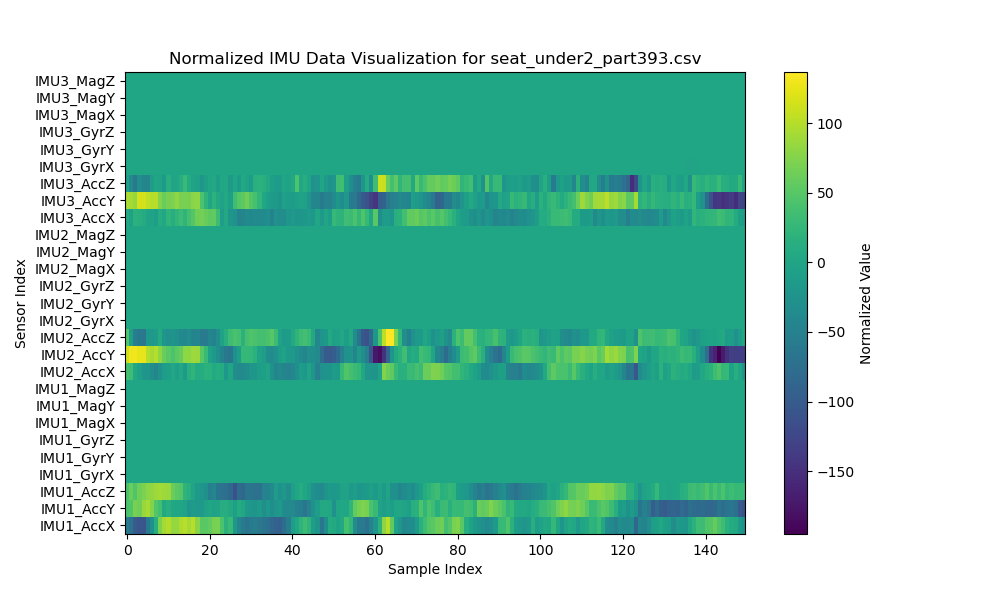 Normalized IMU Data Visualization for seat_under2_part393.csv
IMU3_MagZ
IMU3_MagY
IMU3_MagX
IMU3_GyrZ
IMU3_GyrY
IMU3_GyrX
IMU3_AccZ
IMU3_AccY
IMU3_AccX
IMU2_MagZ
IMU2_MagY
IMU2_MagX
IMU2_GyrZ
IMU2_GyrY
IMU2_GyrX
IMU2_AccZ
IMU2_AccY
IMU2_AccX
IMU1_MagZ
IMU1_MagY
IMU1_MagX
IMU1_GyrZ
IMU1_GyrY
IMU1_GyrX
IMU1_AccZ
IMU1_AccY
IMU1_AccX
Sensor Index
0 20 40 60 80 100 120 140
Sample Index
100
50
0
−50
−100
−150
Normalized Value